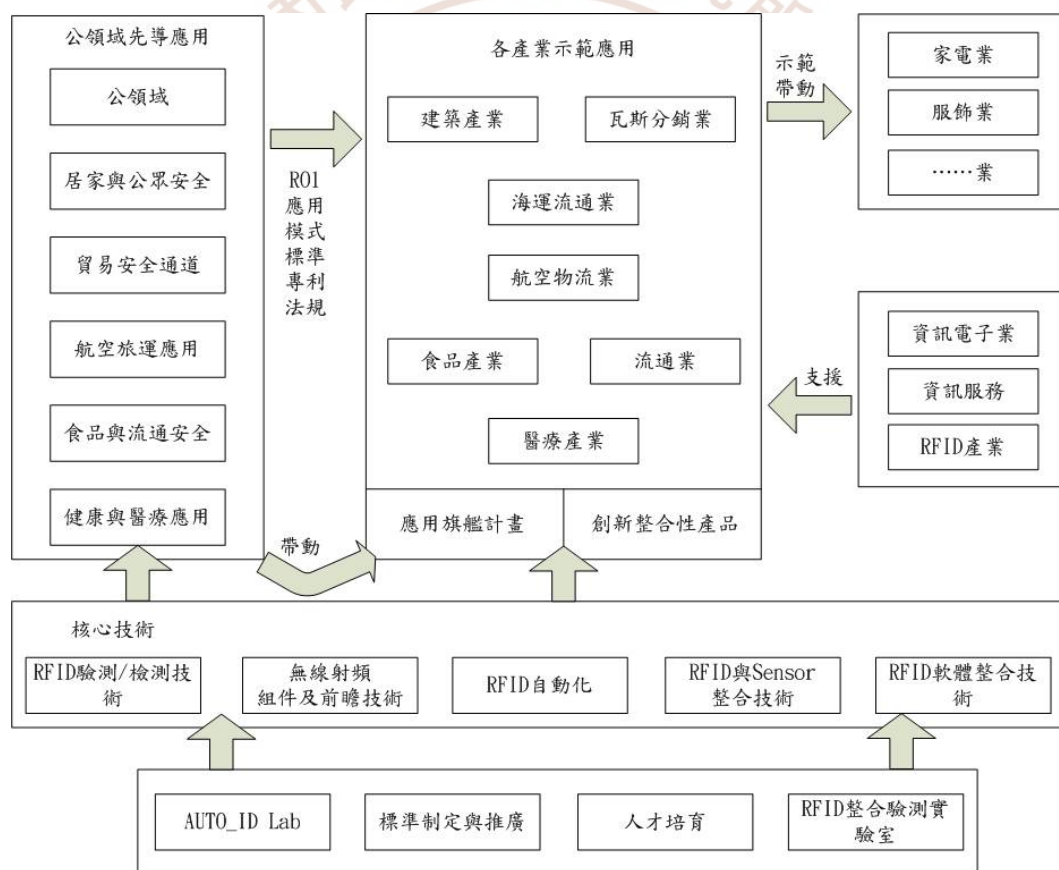 公領域先導應用
公領域
居家與公眾安全
貿易安全通道
航空旅運應用
食品與流通安全
健康與醫療應用
ROI
應用
模式
標準
專利
法規
帶動
各產業示範應用
建築產業
瓦斯分銷業
海運流通業
航空物流業
食品產業
流通業
醫療產業
應用旗艦計畫
創新整合性產品
示範
帶動
家電業
服飾業
……業
支援
資訊電子業
資訊服務
RFID產業
核心技術
RFID驗測/檢測技
術
無線射頻
組件及前瞻技術
RFID自動化
RFID與Sensor
整合技術
RFID軟體整合技
術
AUTO_ID Lab
標準制定與推廣
人才培育
RFID整合驗測實
驗室